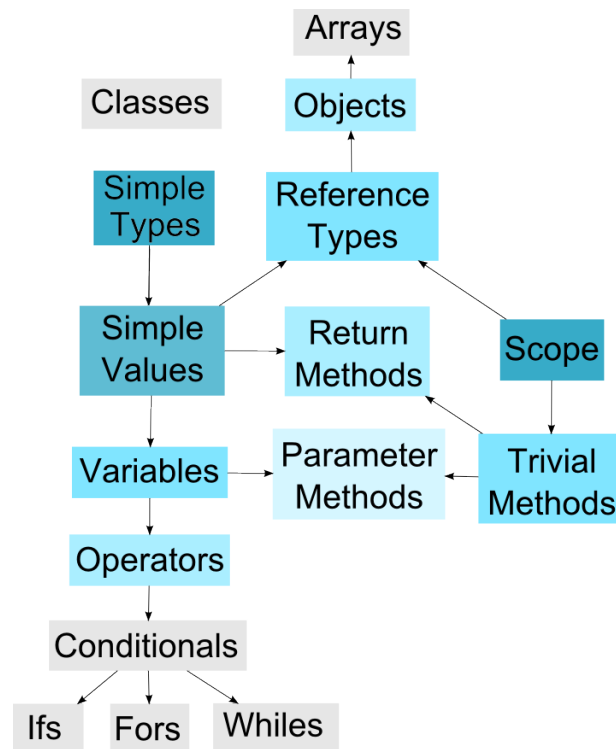 Arrays
Classes
Objects
Simple
Types
Reference
Types
Simple
Values
Return
Methods
Scope
Variables
Parameter
Methods
Trivial
Methods
Operators
Conditionals
Ifs
Fors
Whiles